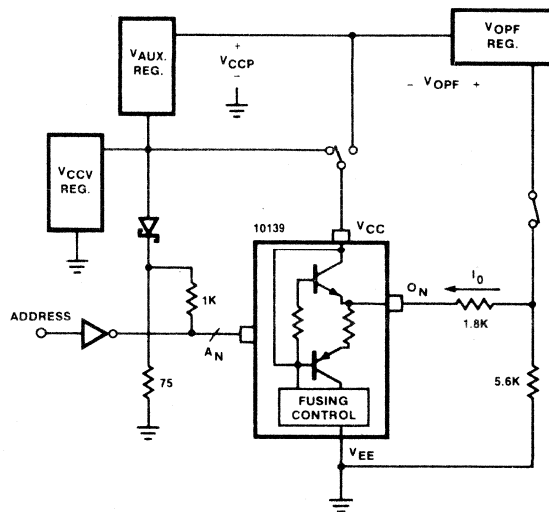 VAUX.
REG.
+
VCCP
-
VOPF
REG.
- VOPF +
VCCV
REG.
10139
VCC
1K
ADDRESS
AN
75
ON
IO
1.8K
5.6K
FUSING
CONTROL
VEE